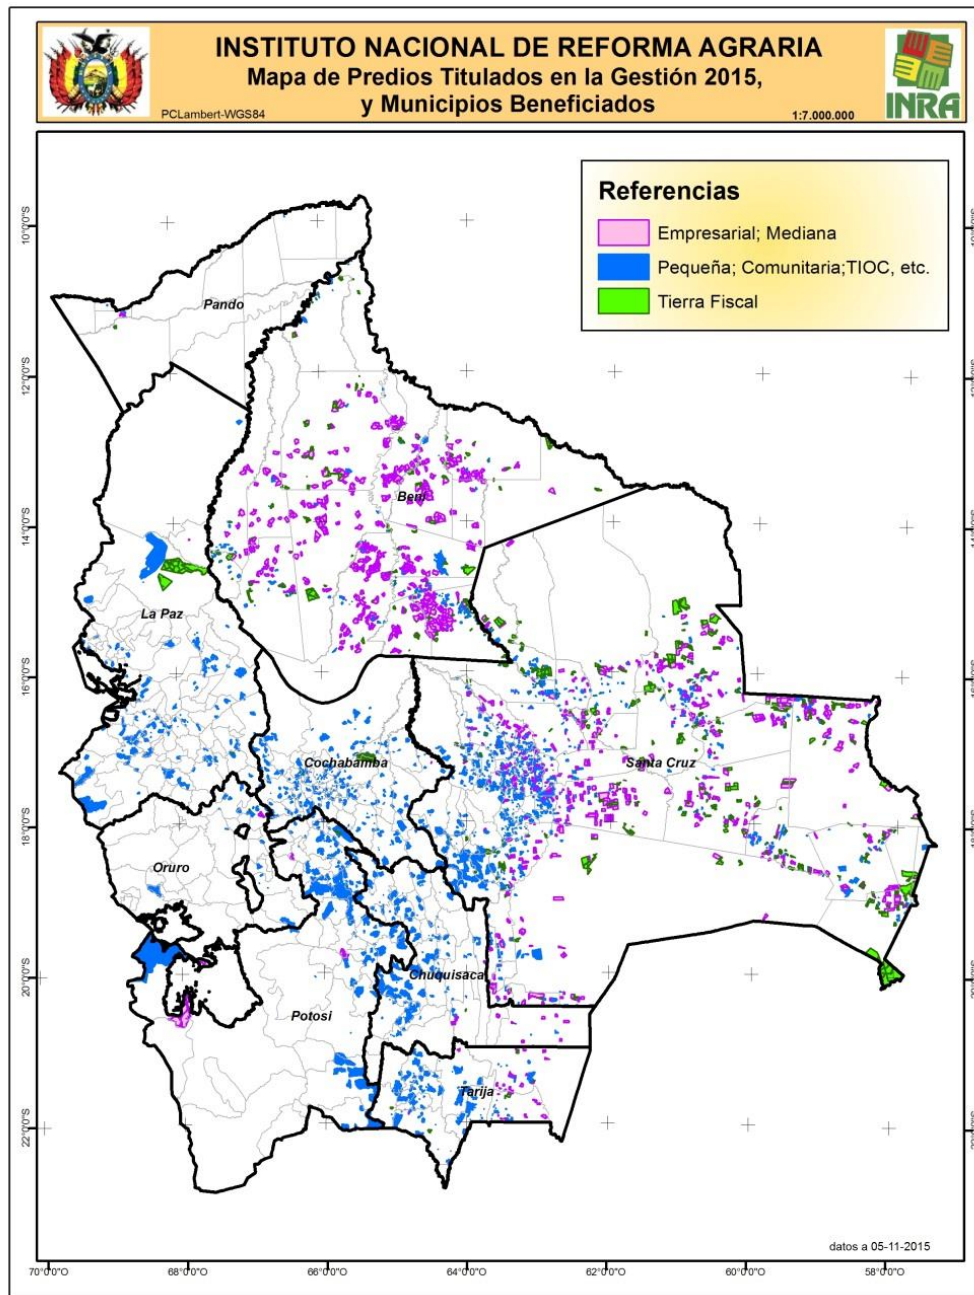 INSTITUTO NACIONAL DE REFORMA AGRARIA
Mapa de Predios Titulados en la Gestión 2015,
y Municipios Beneficiados
PCLambert-WGS84
1:7.000.000
INRA
Referencias
Empresarial; Mediana
Pequeña; Comunitaria;TIOC, etc.
Tierra Fiscal
10°0'0"S
Pando
12°0'0"S
Beni
14°0'0"S
14°0'0"S
La Paz
16°0'0"S
Cochabamba
Santa Cruz
18°0'0"S
Oruro
Chuquisaca
20°0'0"S
Potosi
Tarija
22°0'0"S
datos a 05-11-2015
70°0'0"O
68°0'0"O
66°0'0"O
64°0'0"O
62°0'0"O
60°0'0"O
58°0'0"O